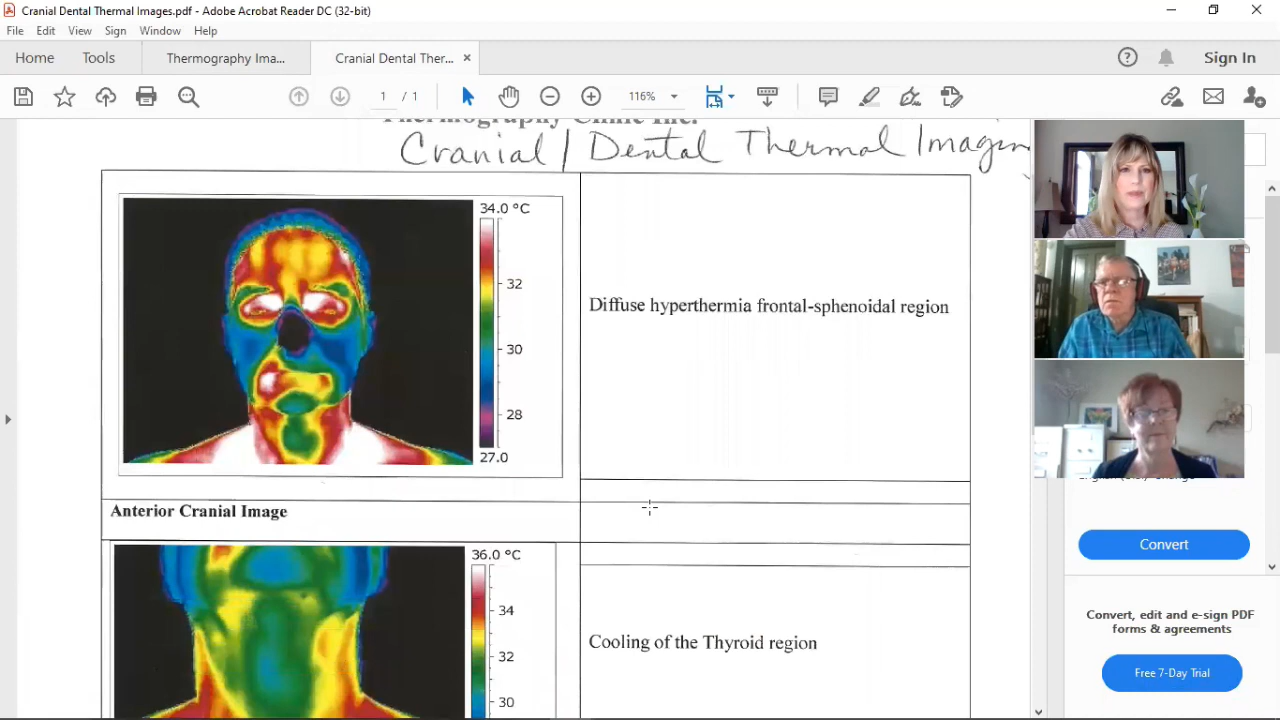 Cranial Dental Thermal Images.pdf - Adobe Acrobat Reader DC (32-bit)
File Edit View Sign Window Help
Home Tools Thermography Ima... Cranial Dental Ther... Sign In
1 / 1 116%
Thermography Clinic Inc.
Cranial / Dental Thermal Imagin
34.0 °C
32
30
28
27.0
Diffuse hyperthermia frontal-sphenoidal region
Anterior Cranial Image
36.0 °C
34
32
30
Cooling of the Thyroid region
Convert
Convert, edit and e-sign PDF
forms & agreements
Free 7-Day Trial